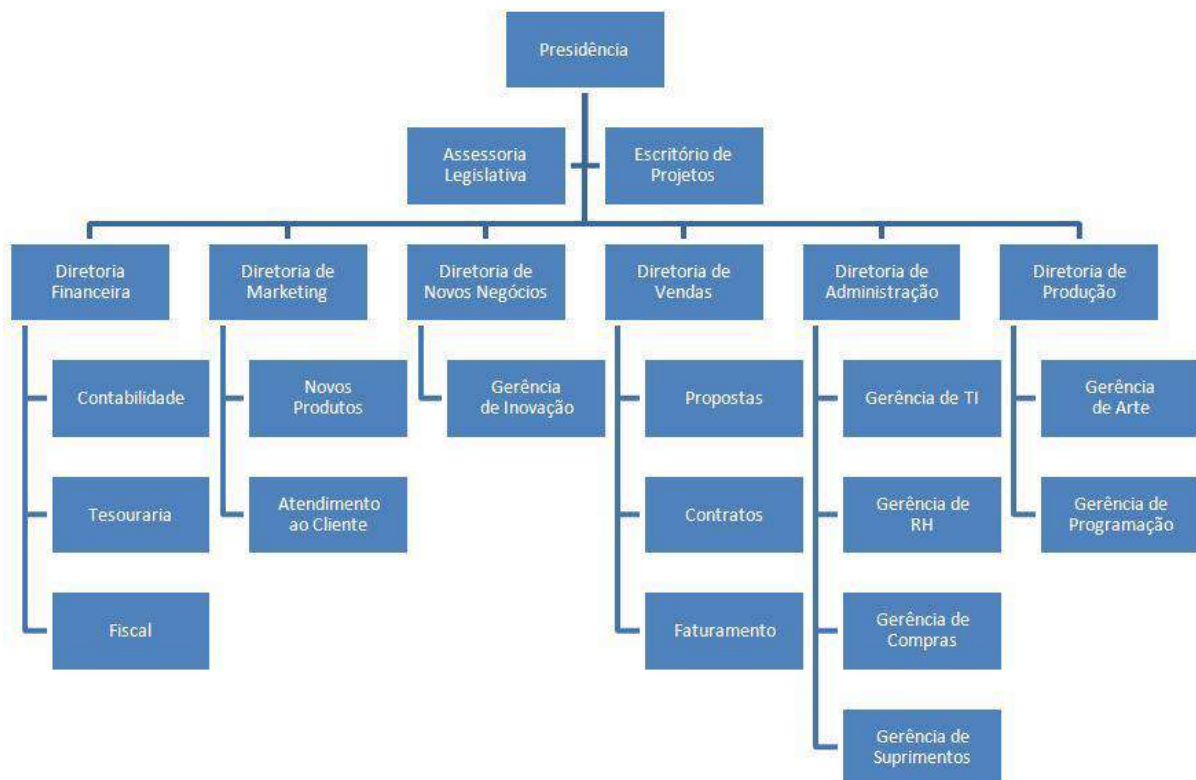 Presidência
Assessoria
Legislativa
Escritório de
Projetos
Diretoria
Financeira
Diretoria de
Marketing
Diretoria de
Novos Negócios
Diretoria de
Vendas
Diretoria de
Administração
Diretoria de
Produção
Contabilidade
Novos
Produtos
Gerência
de Inovação
Propostas
Gerência de TI
Gerência
de Arte
Tesouraria
Atendimento
ao Cliente
Contratos
Gerência de
RH
Gerência de
Programação
Fiscal
Faturamento
Gerência de
Compras
Gerência de
Suprimentos